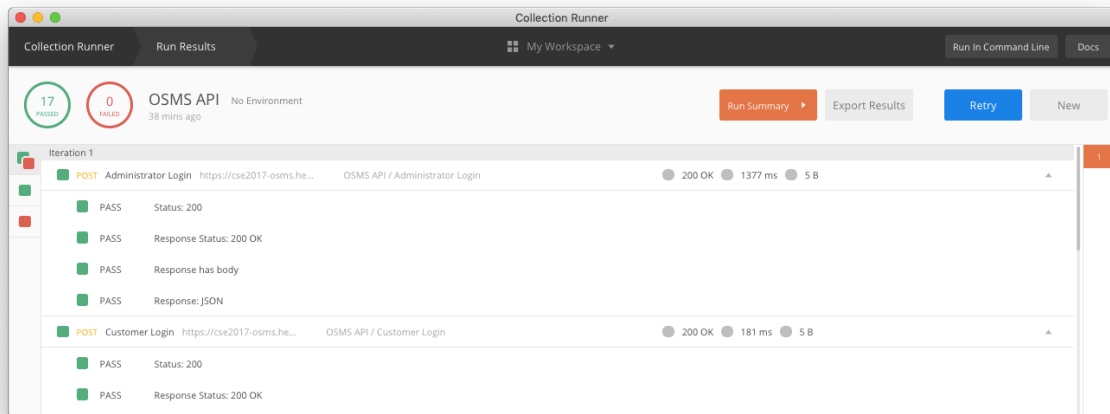 Collection Runner
Collection Runner Run Results My Workspace Run In Command Line Docs
17 PASSED 0 FAILED OSMS API No Environment Run Summary Export Results Retry New
38 mins ago
Iteration 1 1
POST Administrator Login https://cse2017-osms.he... OSMS API / Administrator Login 200 OK 1377 ms 5 B
PASS Status: 200
PASS Response Status: 200 OK
PASS Response has body
PASS Response: JSON
POST Customer Login https://cse2017-osms.he... OSMS API / Customer Login 200 OK 181 ms 5 B
PASS Status: 200
PASS Response Status: 200 OK